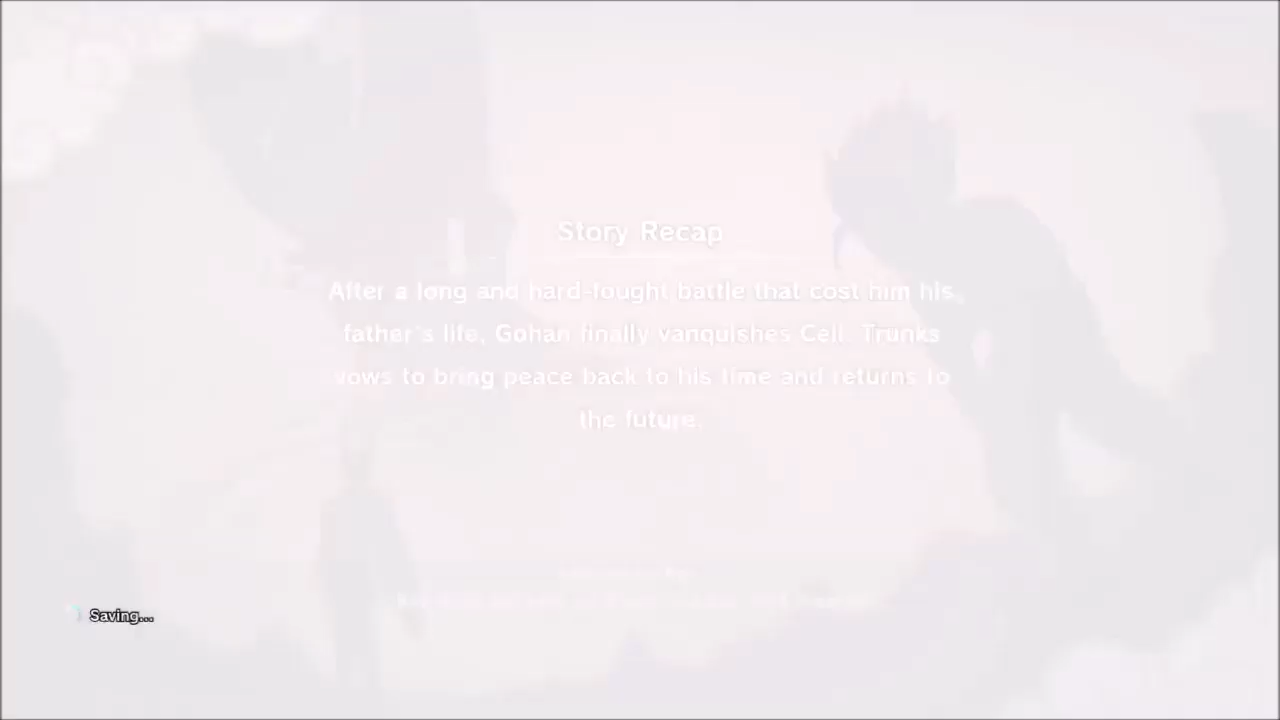 Story Recap
After a long and hard-fought battle that cost him his
father's life, Gohan finally vanquishes Cell. Trunks
vows to bring peace back to his time and returns to
the future.
Saving...